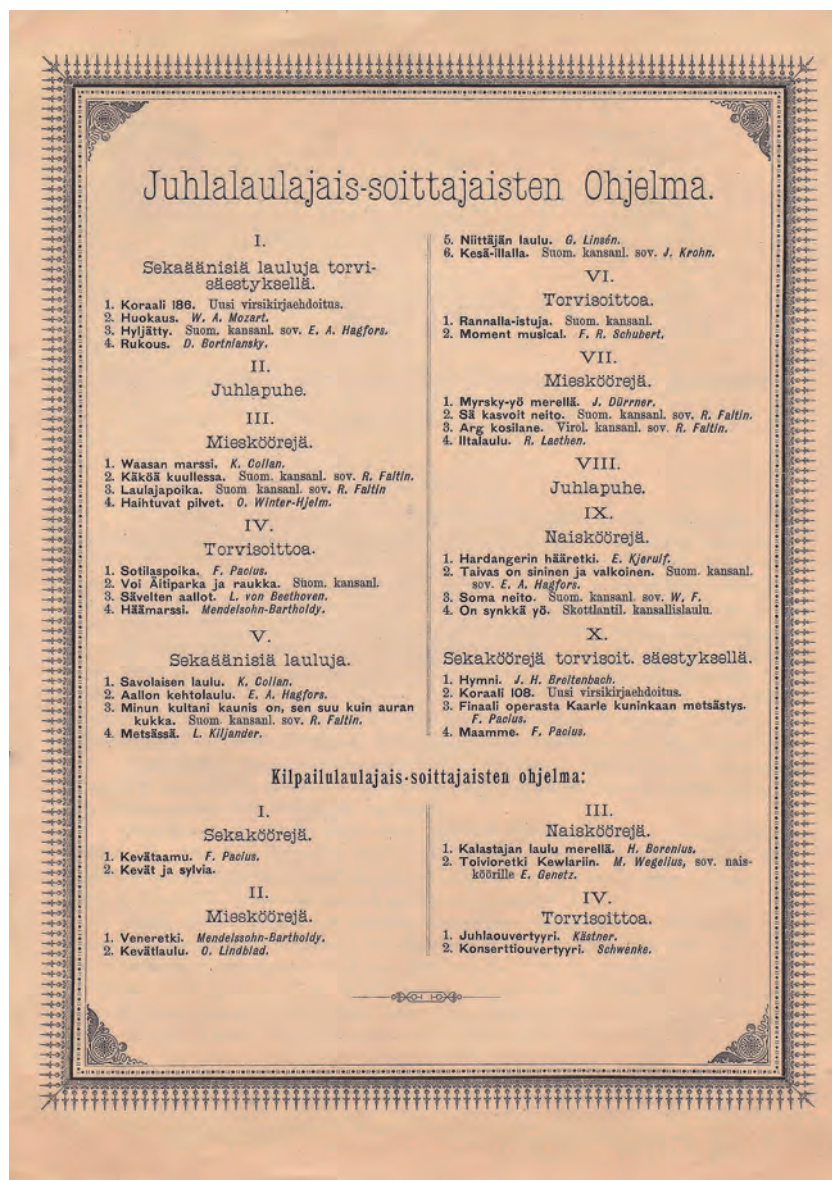 Juhlalaulajais-soittajaisten Ohjelma.
I.
Sekaäänisiä lauluja torvi-
säestyksellä.
1. Koraali 186. Uusi virsikirjaehdoitus.
2. Huokaus. W. A. Mozart.
3. Hyljätty. Suom. kansanl. sov. E. A. Hagfors.
4. Rukous. D. Bortniansky.
II.
Juhlapuhe.
III.
Mieskööreja.
1. Waasan marssi. K. Collan.
2. Käköä kuullessa. Suom. kansanl. sov. R. Faltin.
3. Laulajapoika. Suom. kansanl. sov. R. Faltin
4. Haihtuvat pilvet. O. Winter-Hjelm.
IV.
Torvisoittoa.
1. Sotilaspoika. F. Pacius.
2. Voi Äitiparka ja raukka. Suom. kansanl.
3. Sävelten aallot. L. von Beethoven.
4. Häämarssi. Mendelsohn-Bartholdy.
V.
Sekaäänisiä lauluja.
1. Savolaisen laulu. K. Collan.
2. Aallon kehtolaulu. E. A. Hagfors.
3. Minun kultani kaunis on, sen suu kuin auran
kukka. Suom. kansanl. sov. R. Faltin.
4. Metsässä. L. Kiljander.
5. Niittäjän laulu. G. Linsén.
6. Kesä-illalla. Suom. kansanl. sov. J. Krohn.
VI.
Torvisoittoa.
1. Rannalla-istuja. Suom. kansanl.
2. Moment musical. F. R. Schubert.
VII.
Miesköörejä.
1. Myrsky-yö merellä. J. Dürrner.
2. Sä kasvoit neito. Suom. kansanl. sov. R. Faltin.
3. Arg kosilane. Virol. kansanl. sov. R. Faltin.
4. Iltalaulu. R. Laethen.
VIII.
Juhlapuhe.
IX.
Naisköörejä.
1. Hardangerin hääretki. E. Kjerulf.
2. Taivas on sininen ja valkoinen. Suom. kansanl.
sov. E. A. Hagfors.
3. Soma neito. Suom. kansanl. sov. W. F.
4. On synkkä yö. Skottlantil. kansallislaulu.
X.
Sekaköörejä torvisoit. säestyksellä.
1. Hymni. J. H. Breitenbach.
2. Koraali 108. Uusi virsikirjaehdoitus.
3. Finaali operasta Kaarle kuninkaan metsästys.
F. Pacius.
4. Maamme. F. Pacius.
Kilpailulaulajais-soittajaisten ohjelma:
I.
Sekaköörejä.
1. Kevätaamu. F. Pacius.
2. Kevät ja sylvia.
II.
Miesköörejä.
1. Veneretki. Mendelssohn-Bartholdy.
2. Kevätlaulu. O. Lindblad.
III.
Naisköörejä.
1. Kalastajan laulu merellä. H. Borenius.
2. Toivioretki Kewlariin. M. Wegelius, sov. nais-
köörille E. Genetz.
IV.
Torvisoittoa.
1. Juhlaouvertyyri. Kästner.
2. Konserttiouvertyyri. Schwenke.